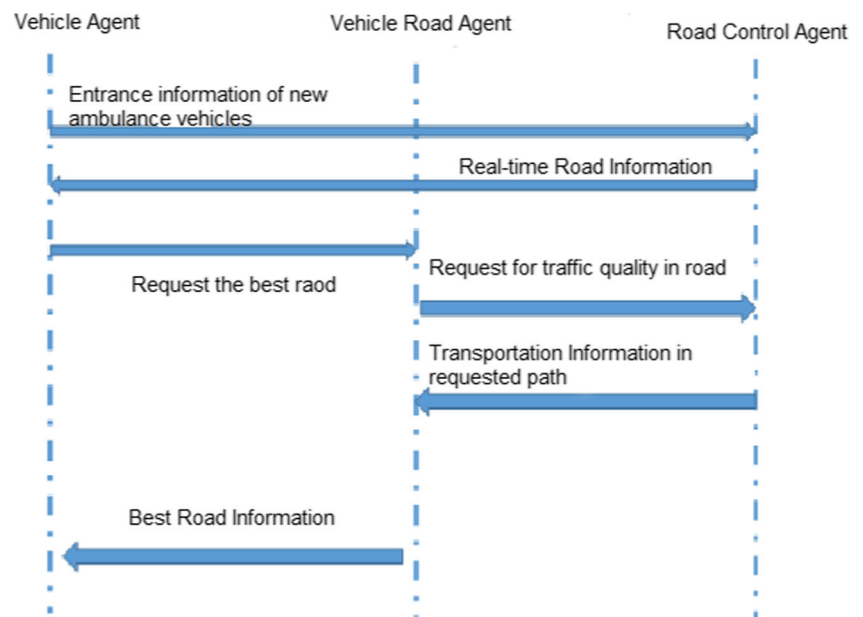 Vehicle Agent
Vehicle Road Agent
Road Control Agent
Entrance information of new
ambulance vehicles
Real-time Road Information
Request the best raod
Request for traffic quality in road
Transportation Information in
requested path
Best Road Information